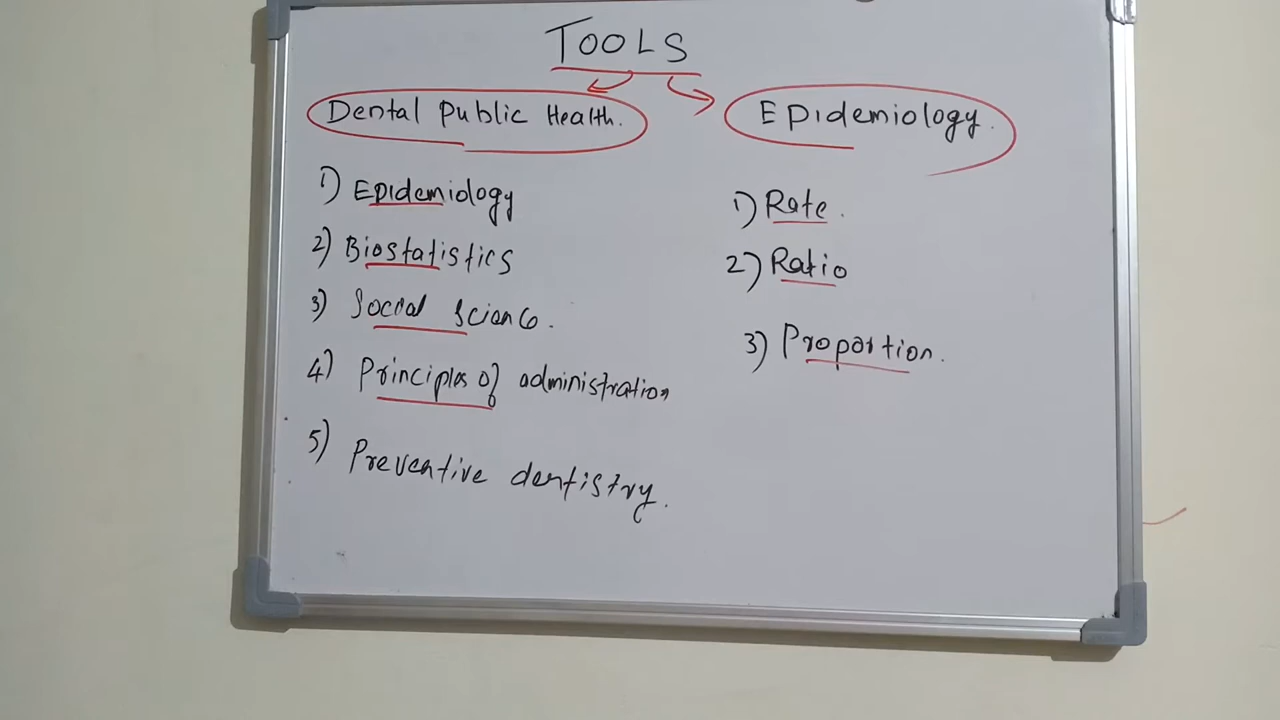 TOOLS
Dental Public Health.
1) Epidemiology
2) Biostatistics
3) Social Science.
4) Principles of administration
5) Preventive dentistry.
Epidemiology.
1) Rate.
2) Ratio
3) Proportion.